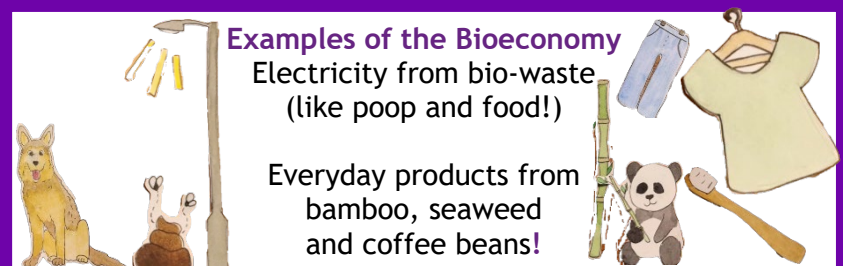 Examples of the Bioeconomy
Electricity from bio-waste
(like poop and food!)
Everyday products from
bamboo, seaweed
and coffee beans!